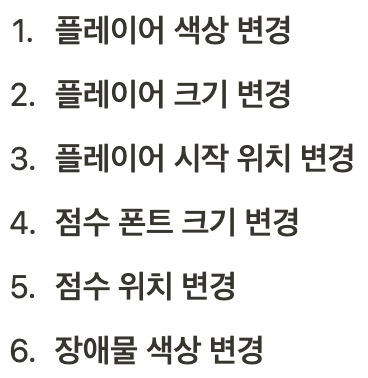 1. 플레이어 색상 변경
2. 플레이어 크기 변경
3. 플레이어 시작 위치 변경
4. 점수 폰트 크기 변경
5. 점수 위치 변경
6. 장애물 색상 변경